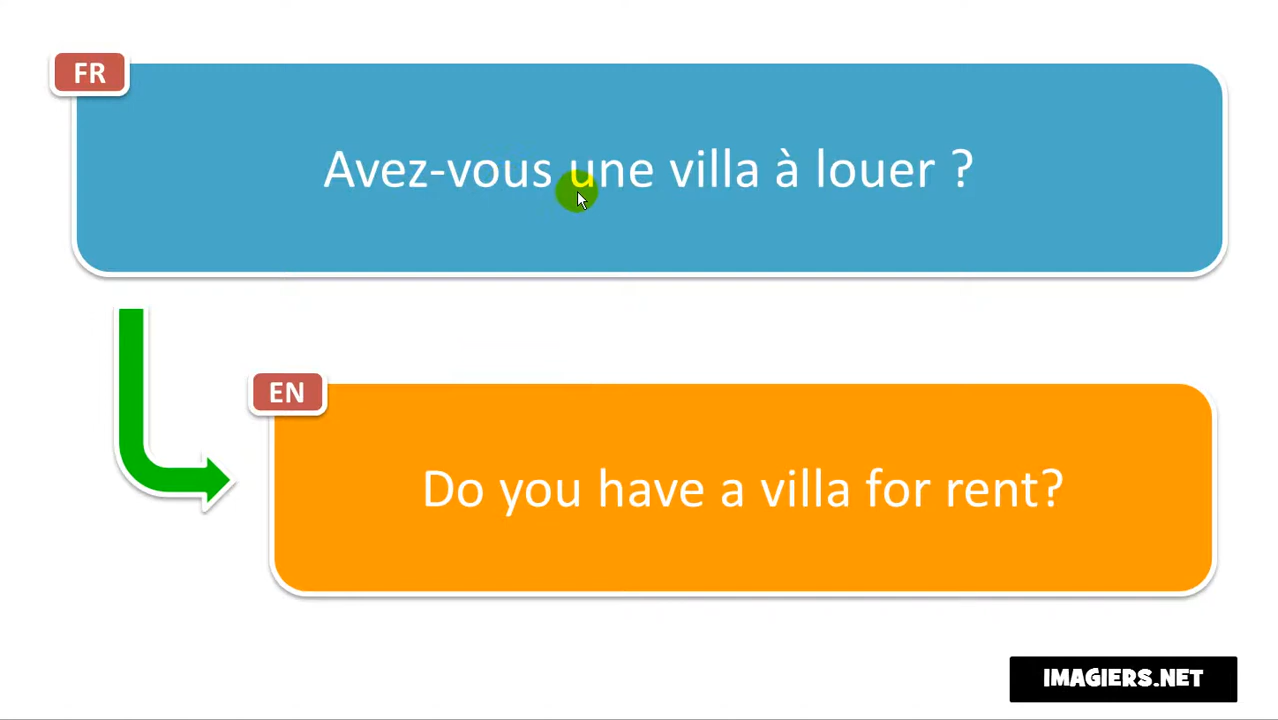 FR
Avez-vous une villa à louer ?
EN
Do you have a villa for rent?
IMAGIERS.NET